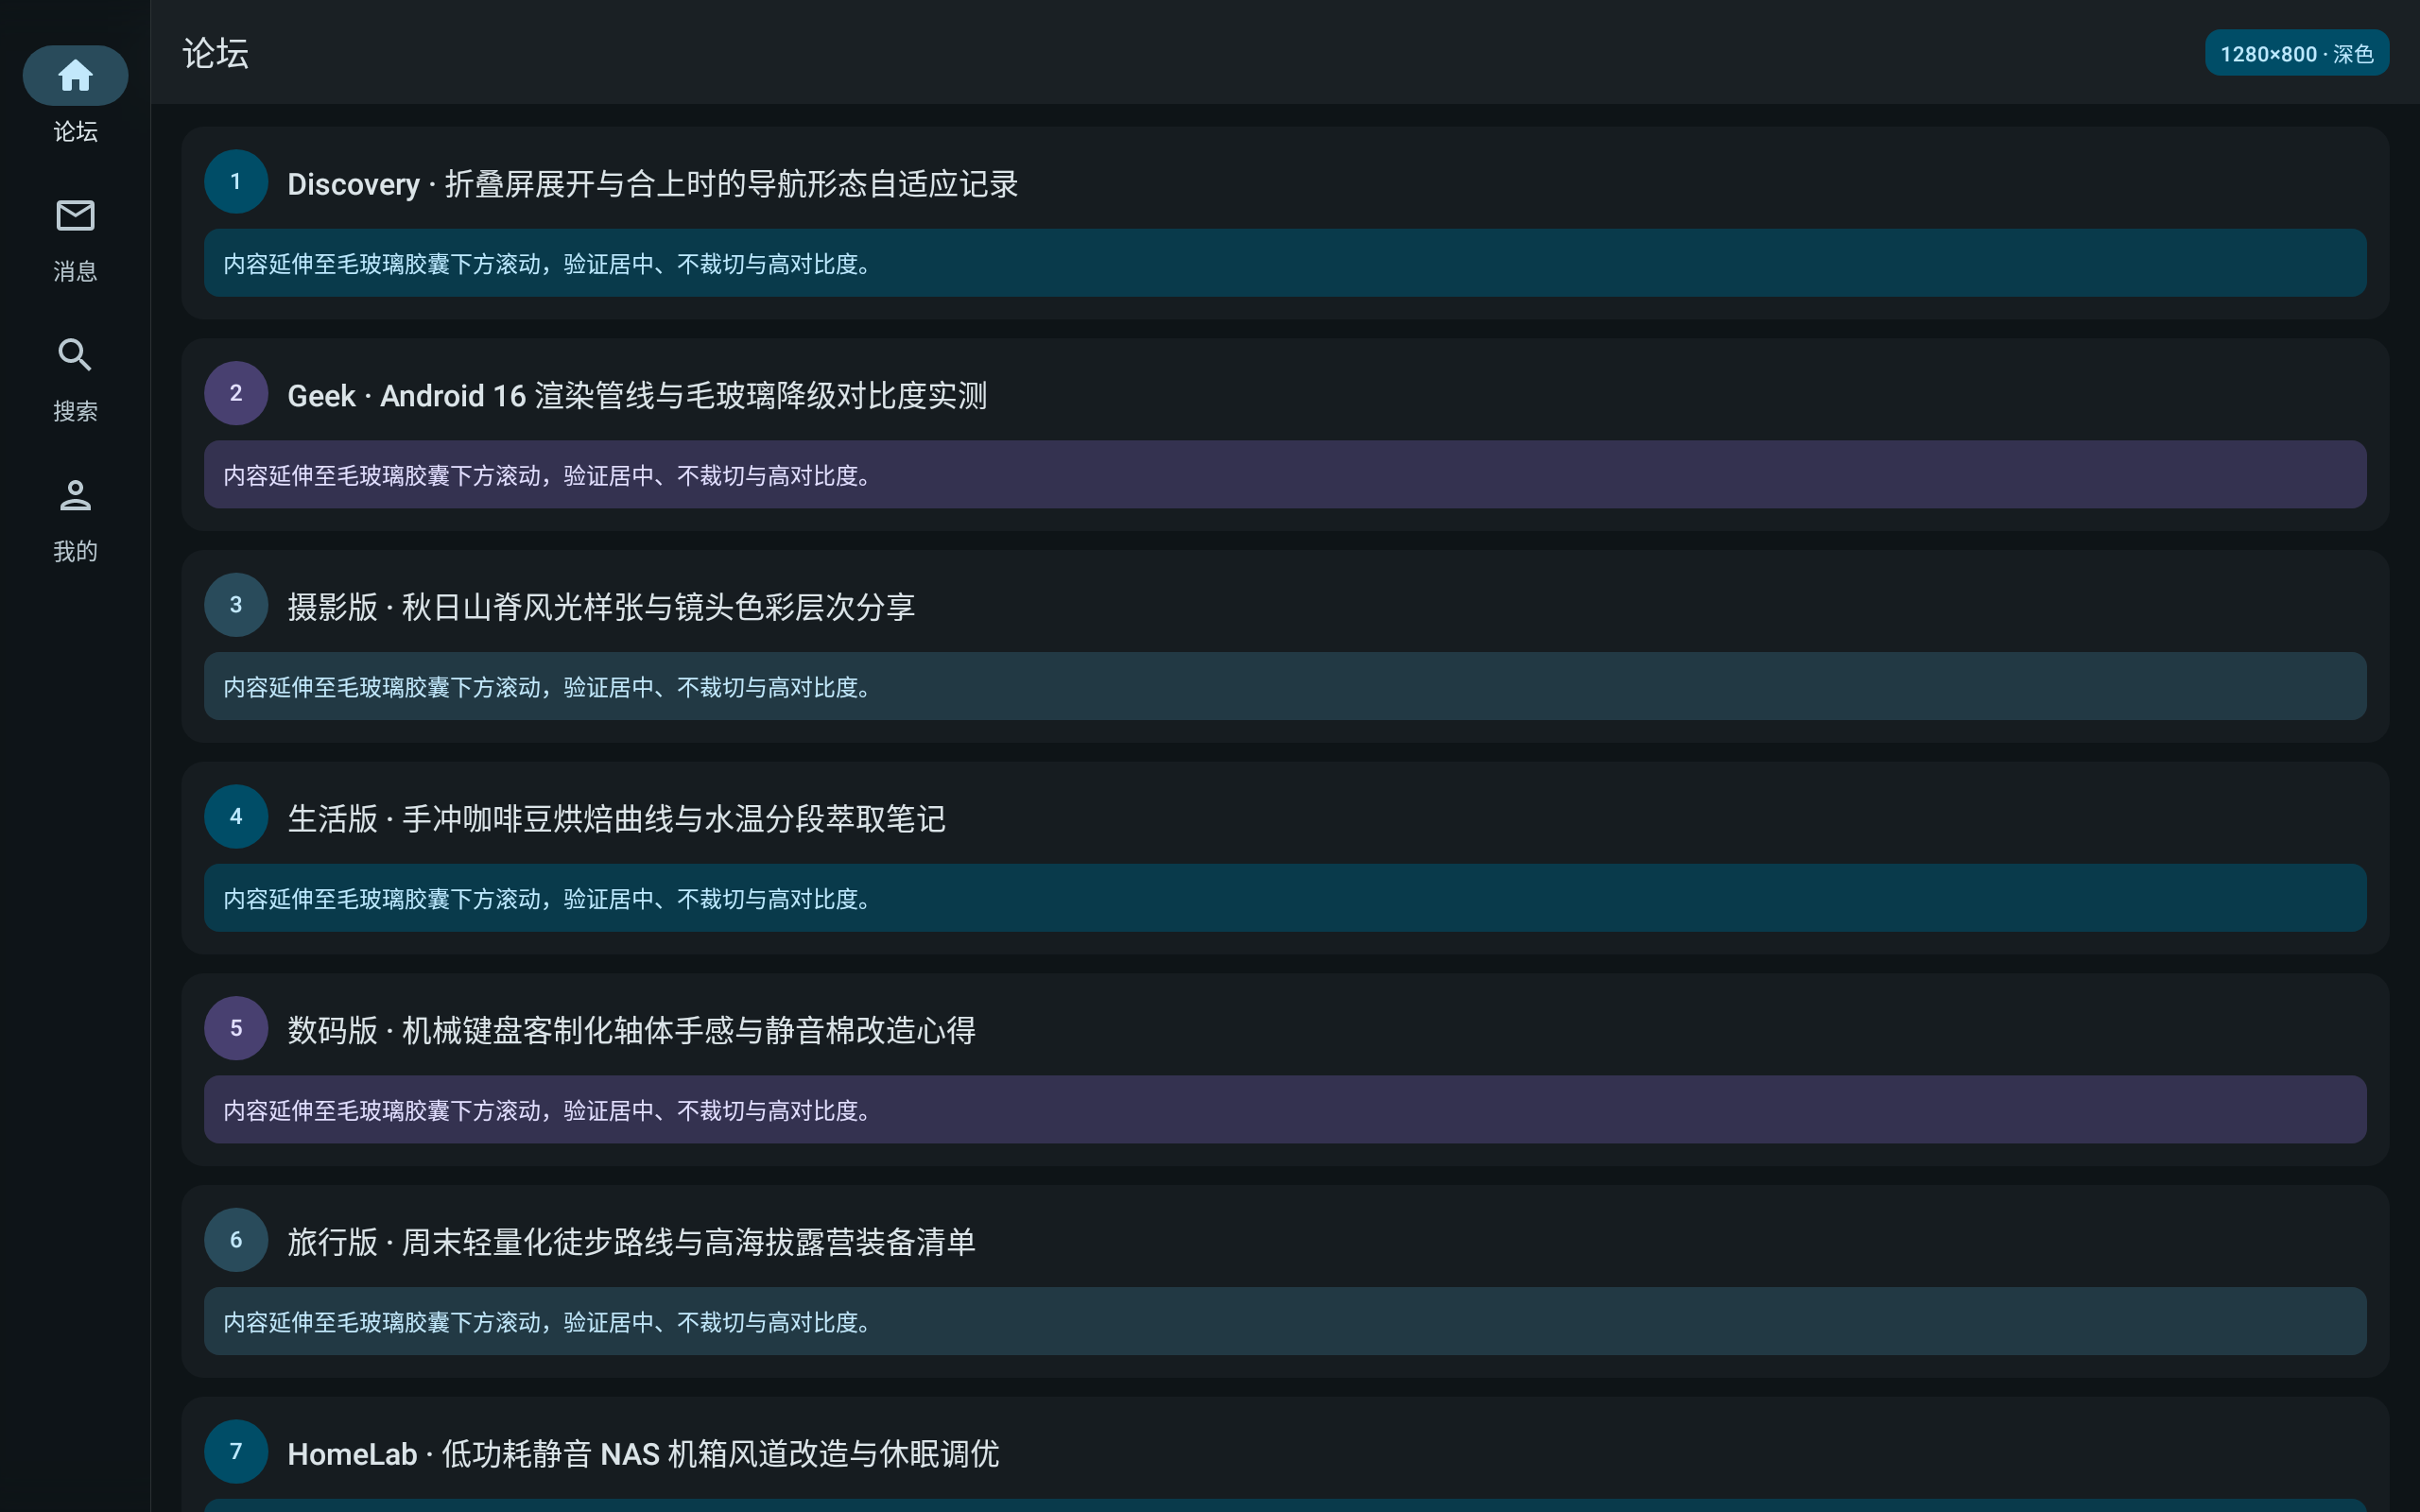 论坛
消息
搜索
我的
论坛
1280×800 · 深色
1
Discovery · 折叠屏展开与合上时的导航形态自适应记录
内容延伸至毛玻璃胶囊下方滚动，验证居中、不裁切与高对比度。
2
Geek · Android 16 渲染管线与毛玻璃降级对比度实测
内容延伸至毛玻璃胶囊下方滚动，验证居中、不裁切与高对比度。
3
摄影版 · 秋日山脊风光样张与镜头色彩层次分享
内容延伸至毛玻璃胶囊下方滚动，验证居中、不裁切与高对比度。
4
生活版 · 手冲咖啡豆烘焙曲线与水温分段萃取笔记
内容延伸至毛玻璃胶囊下方滚动，验证居中、不裁切与高对比度。
5
数码版 · 机械键盘客制化轴体手感与静音棉改造心得
内容延伸至毛玻璃胶囊下方滚动，验证居中、不裁切与高对比度。
6
旅行版 · 周末轻量化徒步路线与高海拔露营装备清单
内容延伸至毛玻璃胶囊下方滚动，验证居中、不裁切与高对比度。
7
HomeLab · 低功耗静音 NAS 机箱风道改造与休眠调优